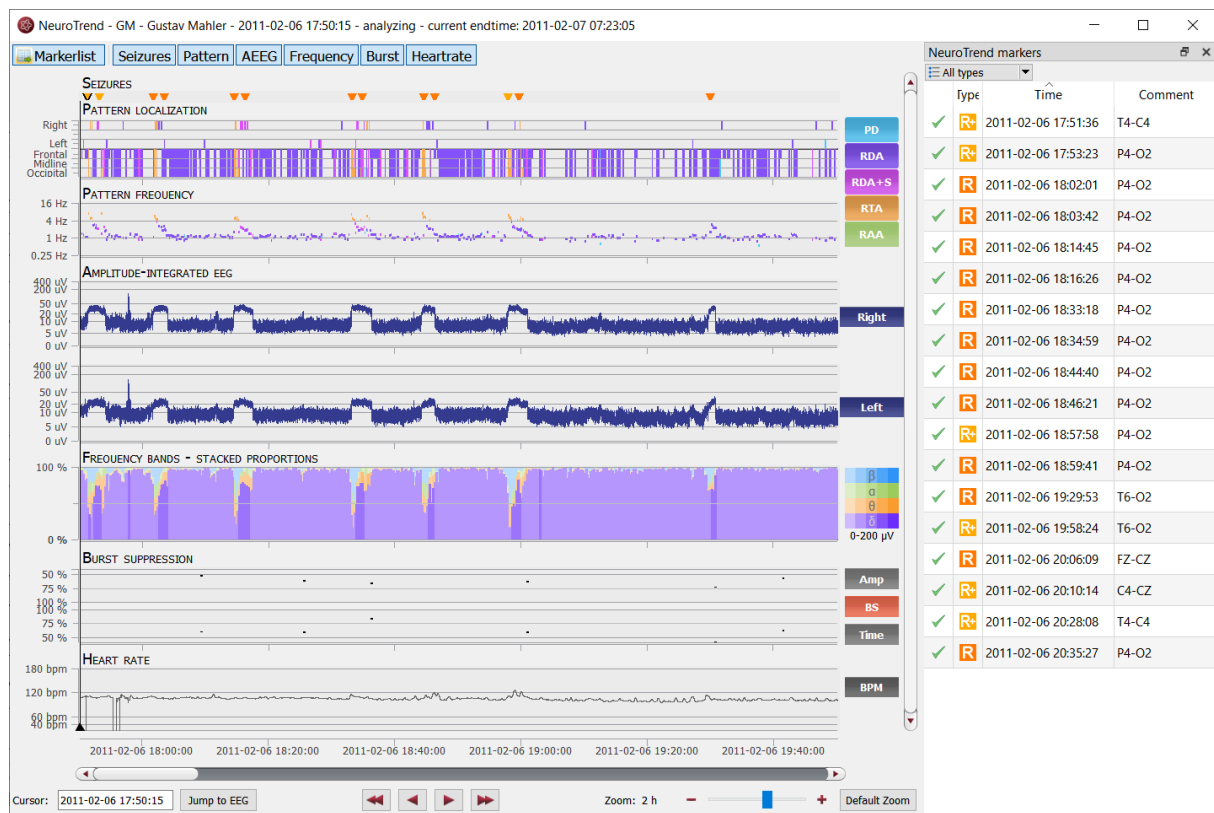 NeuroTrend - GM - Gustav Mahler - 2011-02-06 17:50:15 - analyzing - current endtime: 2011-02-07 07:23:05
Markerlist Seizures Pattern AEEG Frequency Burst Heartrate
SEIZURES
PATTERN LOCALIZATION
Right
Left
Frontal
Midline
Occipital
PD
RDA
RDA+S
RTA
RAA
PATTERN FREQUENCY
16 Hz
4 Hz
1 Hz
0.25 Hz
AMPLITUDE-INTEGRATED EEG
400 uV
200 uV
50 uV
20 uV
10 uV
5 uV
0 uV
Right
400 uV
200 uV
50 uV
20 uV
10 uV
5 uV
0 uV
Left
FREQUENCY BANDS - STACKED PROPORTIONS
100 %
0 %
β
α
θ
δ
0-200 µV
BURST SUPPRESSION
50 %
75 %
100 %
100 %
75 %
50 %
Amp
BS
Time
HEART RATE
180 bpm
120 bpm
60 bpm
40 bpm
BPM
2011-02-06 18:00:00 2011-02-06 18:20:00 2011-02-06 18:40:00 2011-02-06 19:00:00 2011-02-06 19:20:00 2011-02-06 19:40:00
Cursor: 2011-02-06 17:50:15 Jump to EEG Zoom: 2 h Default Zoom
NeuroTrend markers
All types
Type Time Comment
R+ 2011-02-06 17:51:36 T4-C4
R+ 2011-02-06 17:53:23 P4-O2
R 2011-02-06 18:02:01 P4-O2
R 2011-02-06 18:03:42 P4-O2
R 2011-02-06 18:14:45 P4-O2
R 2011-02-06 18:16:26 P4-O2
R 2011-02-06 18:33:18 P4-O2
R 2011-02-06 18:34:59 P4-O2
R 2011-02-06 18:44:40 P4-O2
R 2011-02-06 18:46:21 P4-O2
R+ 2011-02-06 18:57:58 P4-O2
R 2011-02-06 18:59:41 P4-O2
R 2011-02-06 19:29:53 T6-O2
R+ 2011-02-06 19:58:24 T6-O2
R 2011-02-06 20:06:09 FZ-CZ
R+ 2011-02-06 20:10:14 C4-CZ
R+ 2011-02-06 20:28:08 T4-C4
R 2011-02-06 20:35:27 P4-O2